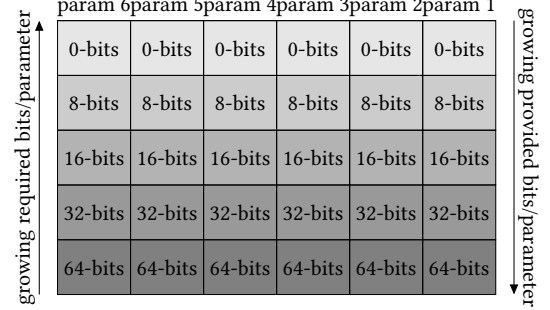 param 6param 5param 4param 3param 2param 1
growing required bits/parameter
0-bits 0-bits 0-bits 0-bits 0-bits 0-bits
8-bits 8-bits 8-bits 8-bits 8-bits 8-bits
16-bits 16-bits 16-bits 16-bits 16-bits 16-bits
32-bits 32-bits 32-bits 32-bits 32-bits 32-bits
64-bits 64-bits 64-bits 64-bits 64-bits 64-bits
growing provided bits/parameter